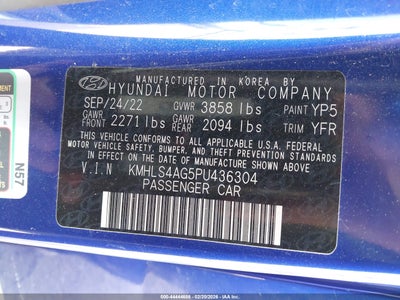 MANUFACTURED IN KOREA BY
HYUNDAI MOTOR COMPANY
SEP/24/22 GVWR 3858 lbs PAINT YP5
GAWR FRONT 2271 lbs GAWR REAR 2094 lbs TRIM YFR
THIS VEHICLE CONFORMS TO ALL APPLICABLE U.S.A. FEDERAL
MOTOR VEHICLE SAFETY, BUMPER, AND THEFT PREVENTION
STANDARDS IN EFFECT ON THE DATE OF MANUFACTURE
SHOWN ABOVE.
V.I.N KMHLS4AG5PU436304
PASSENGER CAR
N57